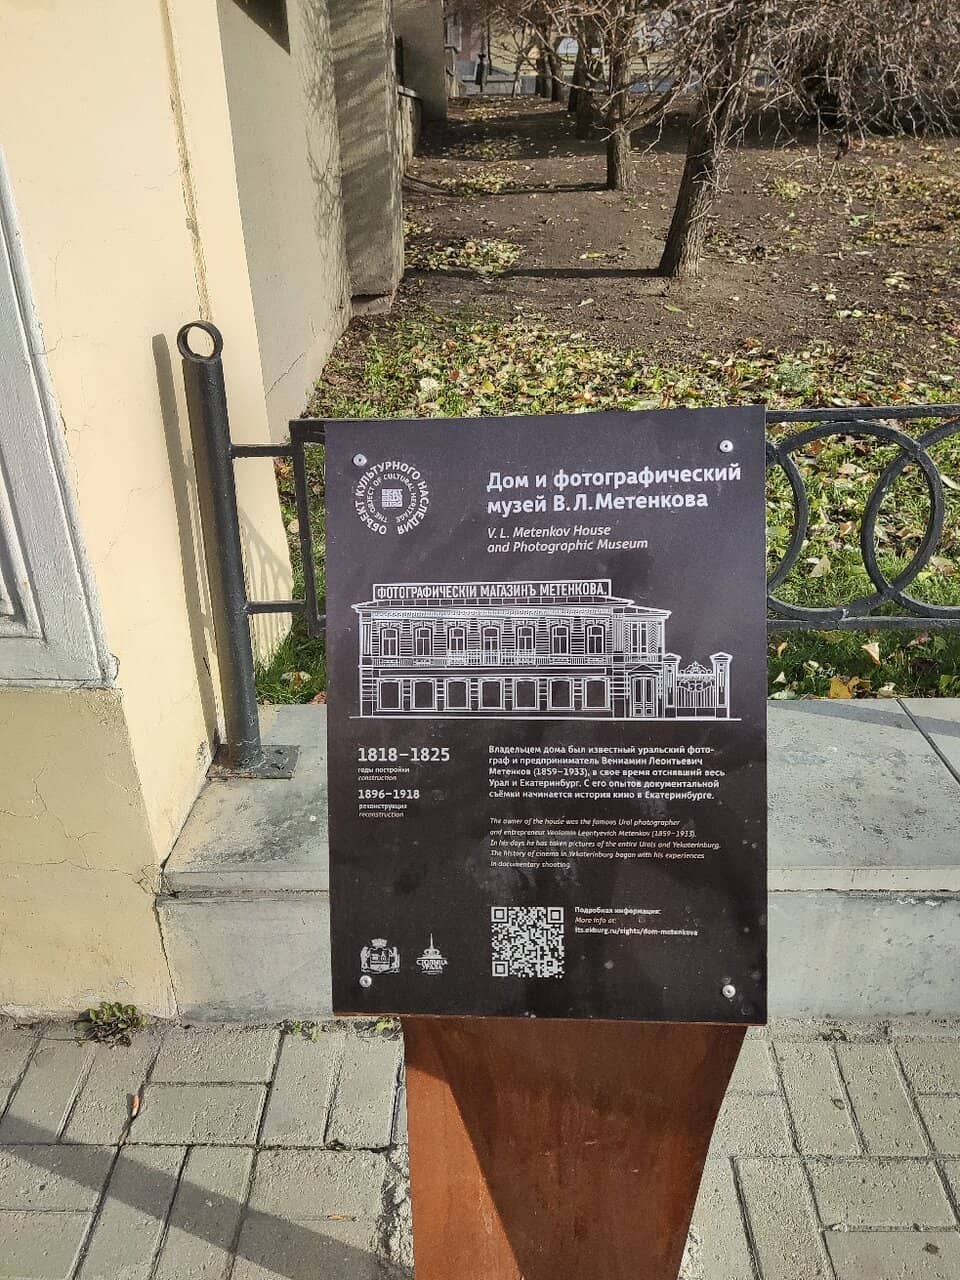 ОБЪЕКТ КУЛЬТУРНОГО НАСЛЕДИЯ
THE OBJECT OF CULTURAL HERITAGE
Дом и фотографический
музей В.Л.Метенкова
V. L. Metenkov House
and Photographic Museum
ФОТОГРАФИЧЕСКІЙ МАГАЗИНЪ МЕТЕНКОВА
1818–1825
годы постройки
construction
1896–1918
реконструкция
reconstruction
Владельцем дома был известный уральский фото-
граф и предприниматель Вениамин Леонтьевич
Метенков (1859–1933), в свое время отснявший весь
Урал и Екатеринбург. С его опытов документальной
съёмки начинается история кино в Екатеринбурге.
The owner of the house was the famous Ural photographer
and entrepreneur Veniamin Leontyevich Metenkov (1859–1933).
In his days he has taken pictures of the entire Urals and Yekaterinburg.
The history of cinema in Yekaterinburg began with his experiences
in documentary shooting.
Подробная информация:
More info at:
its.ekburg.ru/sights/dom-metenkova
СТОЛИЦА
УРАЛА